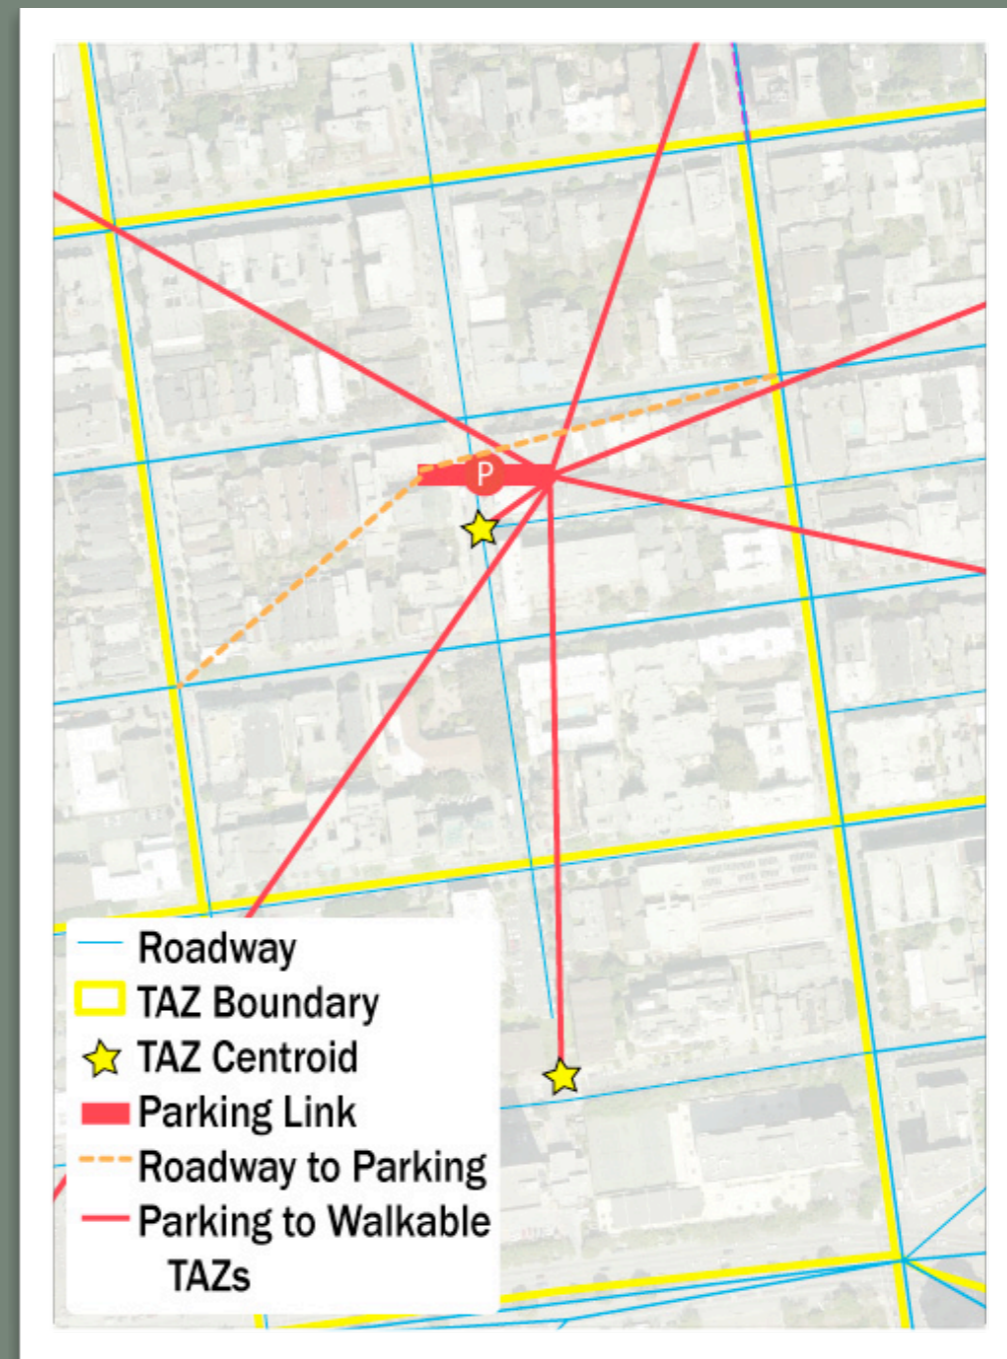 P
Roadway
TAZ Boundary
TAZ Centroid
Parking Link
Roadway to Parking
Parking to Walkable
TAZs